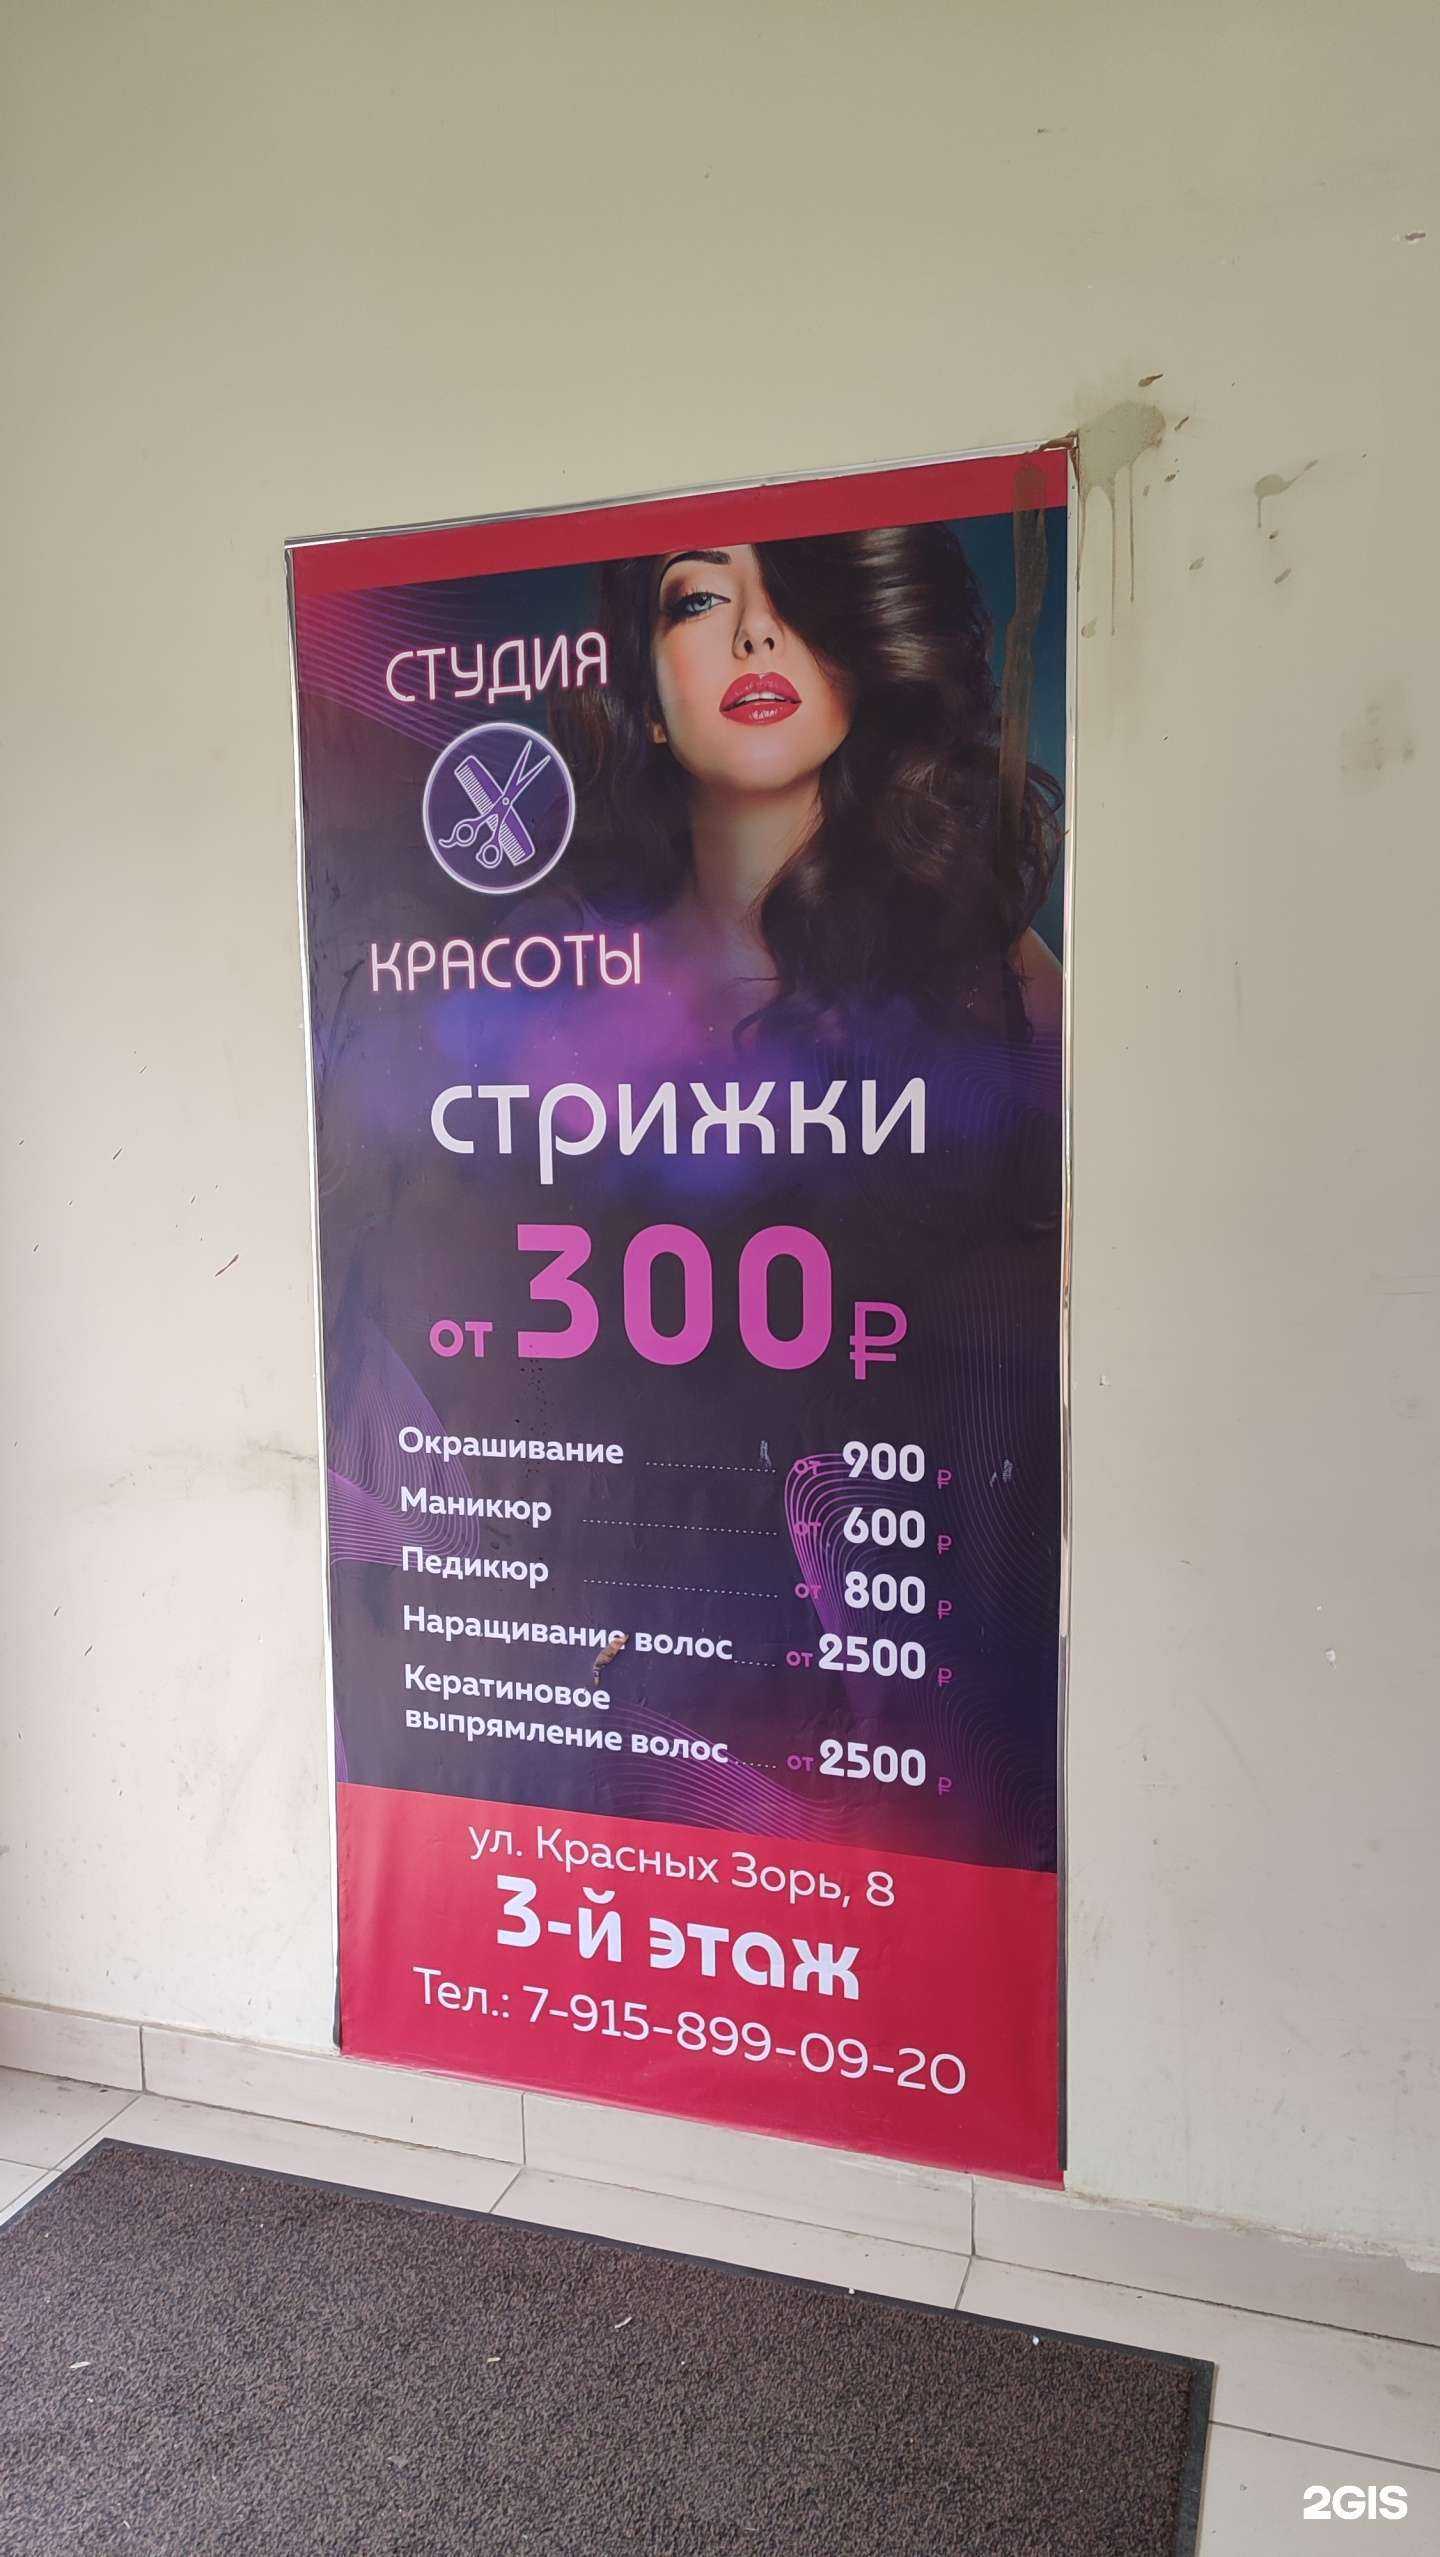 СТУДИЯ
КРАСОТЫ
СТРИЖКИ
от 300 ₽
Окрашивание ........ от 900 ₽
Маникюр ........ от 600 ₽
Педикюр ........ от 800 ₽
Наращивание волос ...... от 2500 ₽
Кератиновое
выпрямление волос ...... от 2500 ₽
ул. Красных Зорь, 8
3-й этаж
Тел.: 7-915-899-09-20
2GIS